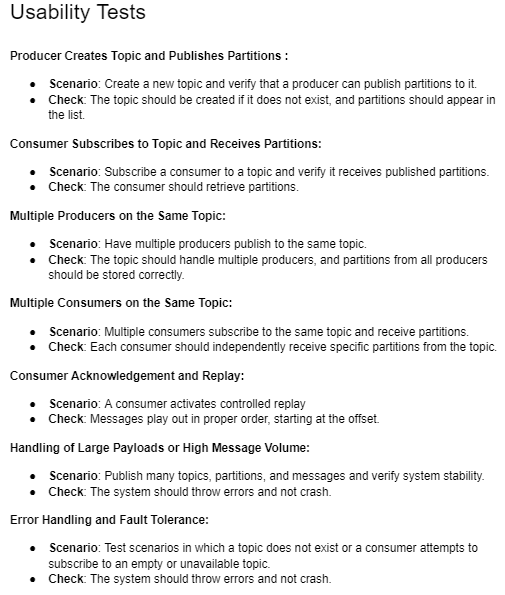 Usability Tests
Producer Creates Topic and Publishes Partitions :
● Scenario: Create a new topic and verify that a producer can publish partitions to it.
● Check: The topic should be created if it does not exist, and partitions should appear in
the list.
Consumer Subscribes to Topic and Receives Partitions:
● Scenario: Subscribe a consumer to a topic and verify it receives published partitions.
● Check: The consumer should retrieve partitions.
Multiple Producers on the Same Topic:
● Scenario: Have multiple producers publish to the same topic.
● Check: The topic should handle multiple producers, and partitions from all producers
should be stored correctly.
Multiple Consumers on the Same Topic:
● Scenario: Multiple consumers subscribe to the same topic and receive partitions.
● Check: Each consumer should independently receive specific partitions from the topic.
Consumer Acknowledgement and Replay:
● Scenario: A consumer activates controlled replay
● Check: Messages play out in proper order, starting at the offset.
Handling of Large Payloads or High Message Volume:
● Scenario: Publish many topics, partitions, and messages and verify system stability.
● Check: The system should throw errors and not crash.
Error Handling and Fault Tolerance:
● Scenario: Test scenarios in which a topic does not exist or a consumer attempts to
subscribe to an empty or unavailable topic.
● Check: The system should throw errors and not crash.